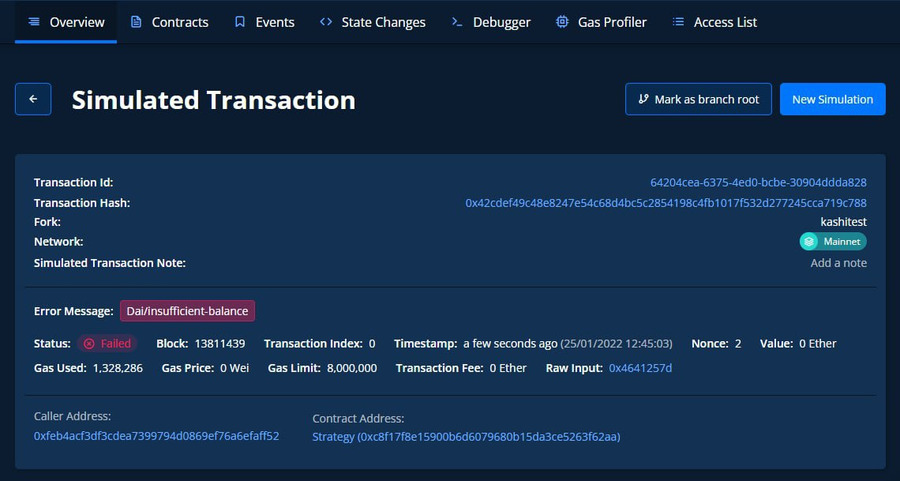 Overview Contracts Events State Changes Debugger Gas Profiler Access List
Simulated Transaction Mark as branch root New Simulation
Transaction Id: 64204cea-6375-4ed0-bcbe-30904ddda828
Transaction Hash: 0x42cdef49c48e8247e54c68d4bc5c2854198c4fb1017f532d277245cca719c788
Fork: kashitest
Network: Mainnet
Simulated Transaction Note: Add a note
Error Message: Dai/insufficient-balance
Status: Failed Block: 13811439 Transaction Index: 0 Timestamp: a few seconds ago (25/01/2022 12:45:03) Nonce: 2 Value: 0 Ether
Gas Used: 1,328,286 Gas Price: 0 Wei Gas Limit: 8,000,000 Transaction Fee: 0 Ether Raw Input: 0x4641257d
Caller Address: Contract Address:
0xfeb4acf3df3cdea7399794d0869ef76a6efaff52 Strategy (0xc8f17f8e15900b6d6079680b15da3ce5263f62aa)